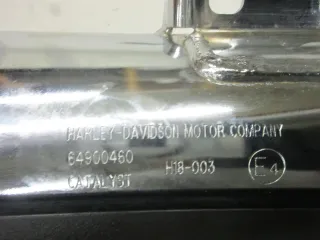 HARLEY-DAVIDSON MOTOR COMPANY
64900460 H18-003 E4
CATALYST